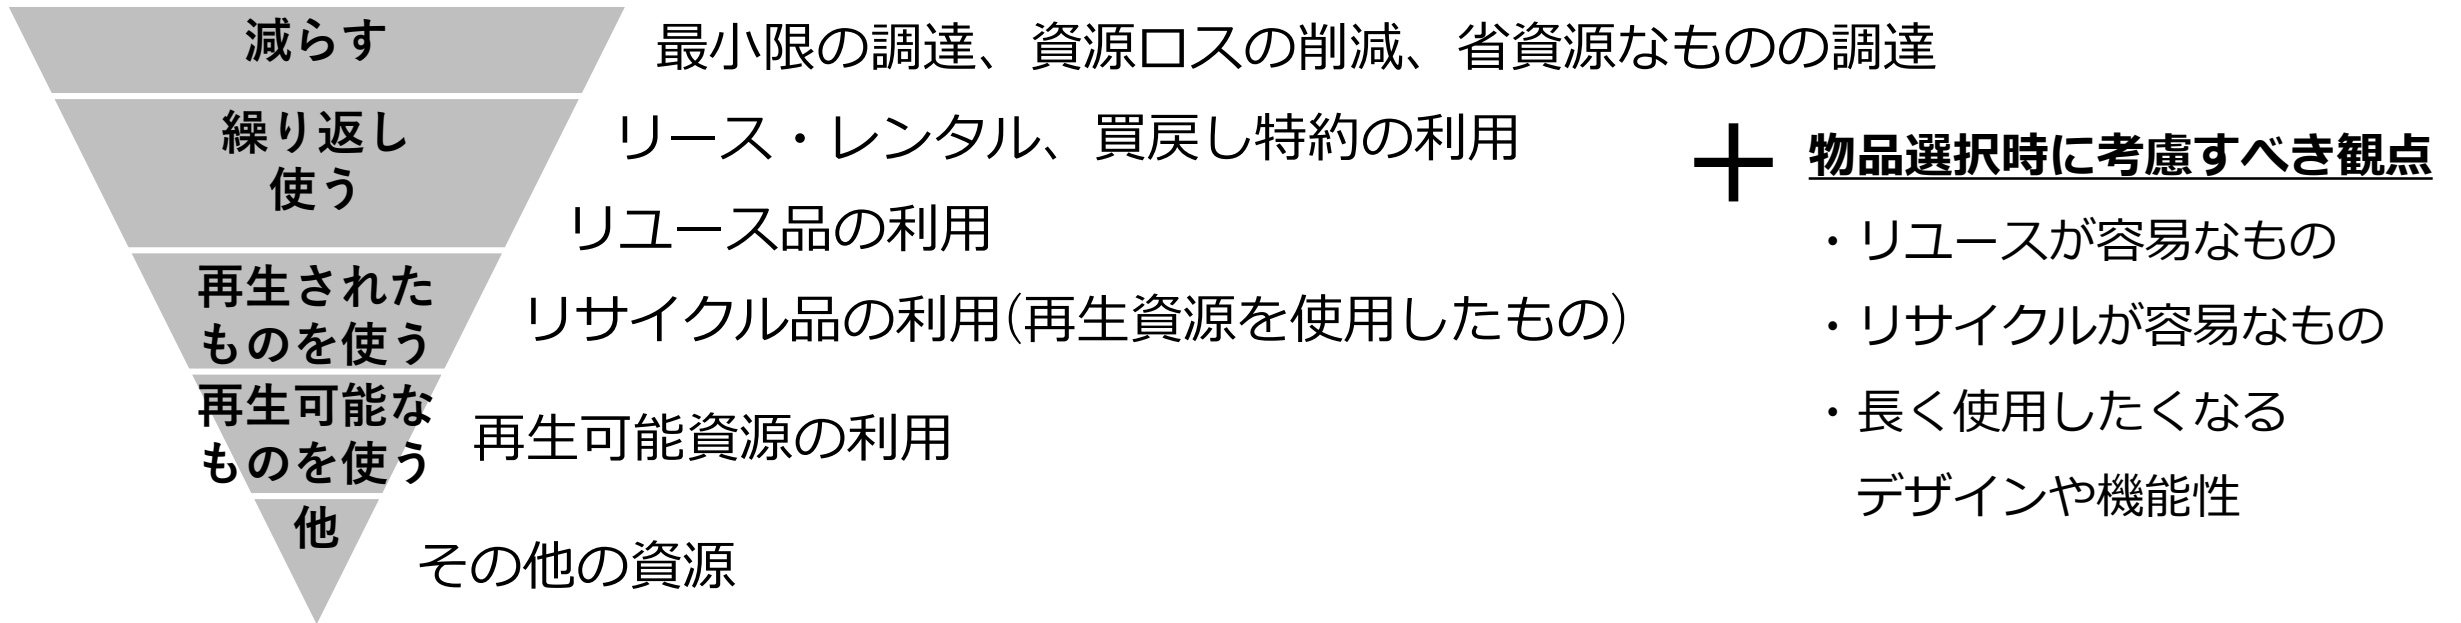 減らす
最小限の調達、資源ロスの削減、省資源なものの調達
繰り返し
使う
リース・レンタル、買戻し特約の利用
リユース品の利用
再生された
ものを使う
リサイクル品の利用(再生資源を使用したもの)
再生可能な
ものを使う
再生可能資源の利用
他
その他の資源
＋
物品選択時に考慮すべき観点
・リユースが容易なもの
・リサイクルが容易なもの
・長く使用したくなる
デザインや機能性